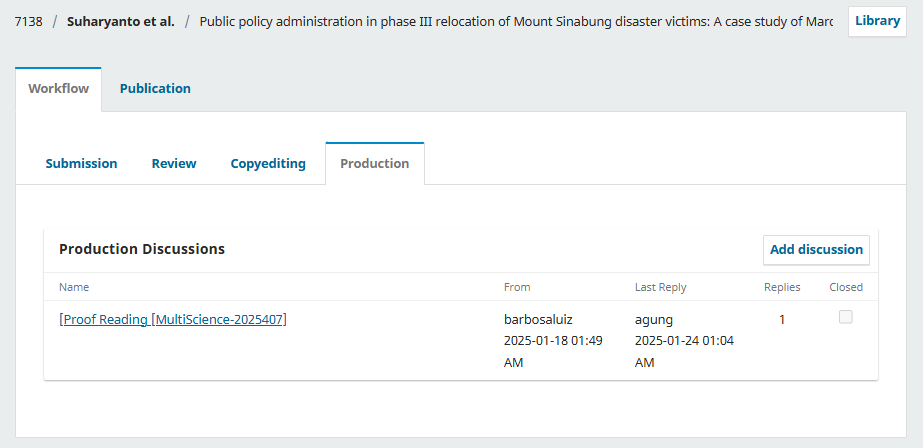 7138 / Suharyanto et al. / Public policy administration in phase III relocation of Mount Sinabung disaster victims: A case study of Marc
Library
Workflow
Publication
Submission
Review
Copyediting
Production
Production Discussions
Add discussion
Name
From
Last Reply
Replies
Closed
[Proof Reading [MultiScience-2025407]
barbosaluiz
2025-01-18 01:49
AM
agung
2025-01-24 01:04
AM
1